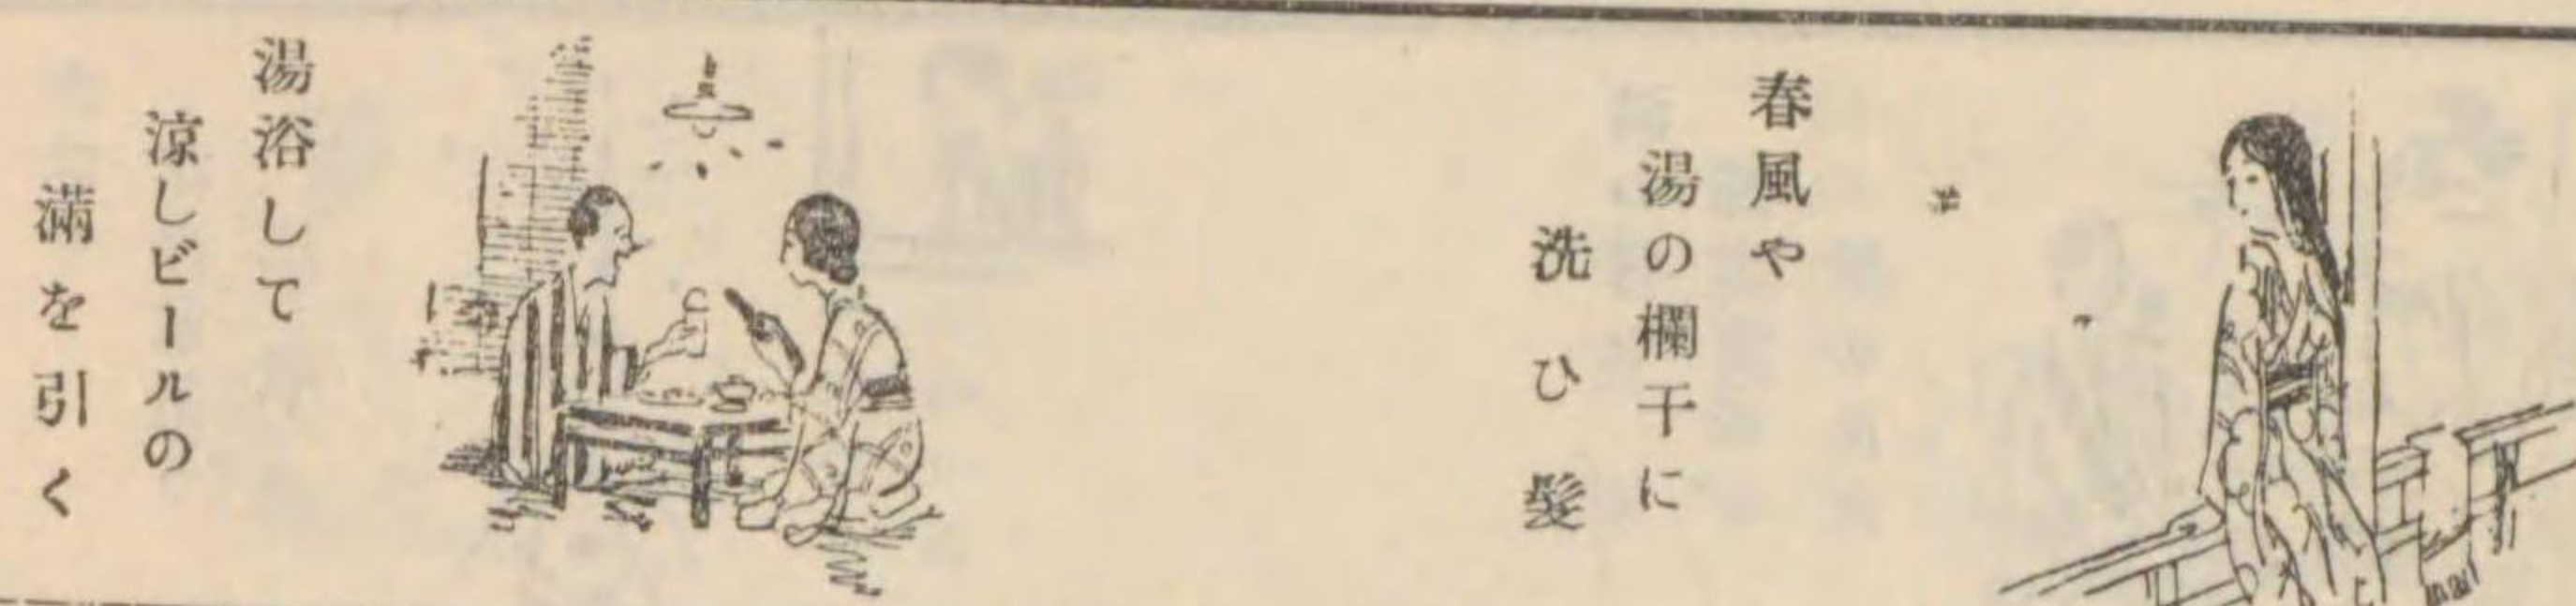 春風や
湯の欄干に
洗ひ髪
湯浴して
涼しビールの
満を引く